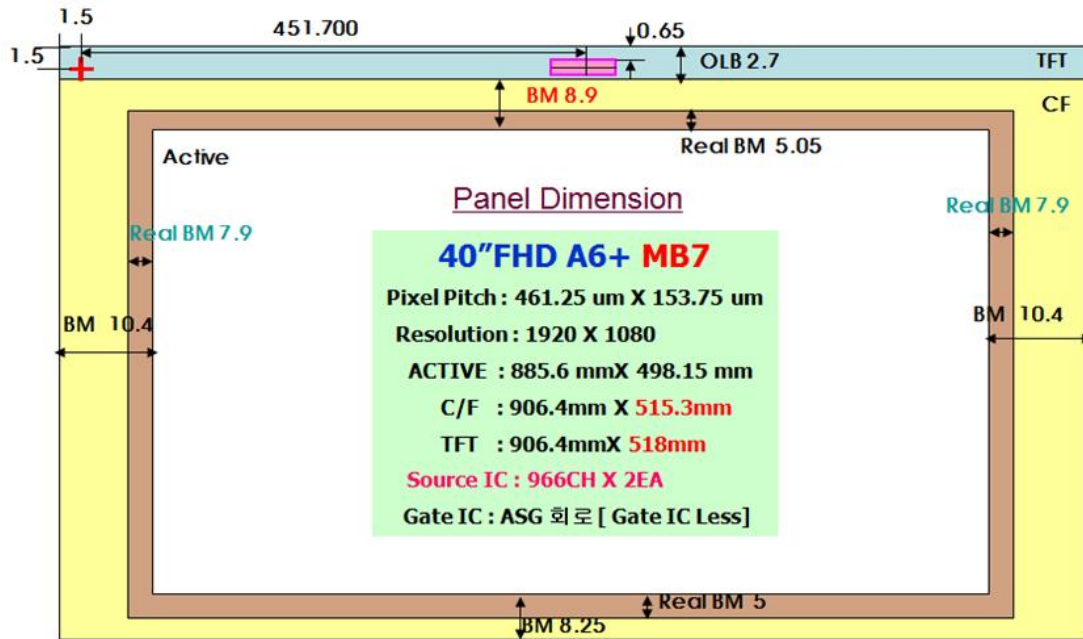 1.5
451.700
0.65
1.5
OLB 2.7
TFT
BM 8.9
CF
Real BM 5.05
Active
Panel Dimension
Real BM 7.9
Real BM 7.9
40"FHD A6+ MB7
Pixel Pitch : 461.25 um X 153.75 um
Resolution : 1920 X 1080
BM 10.4
BM 10.4
ACTIVE : 885.6 mmX 498.15 mm
C/F : 906.4mm X 515.3mm
TFT : 906.4mmX 518mm
Source IC : 966CH X 2EA
Gate IC : ASG 회로 [ Gate IC Less]
Real BM 5
BM 8.25